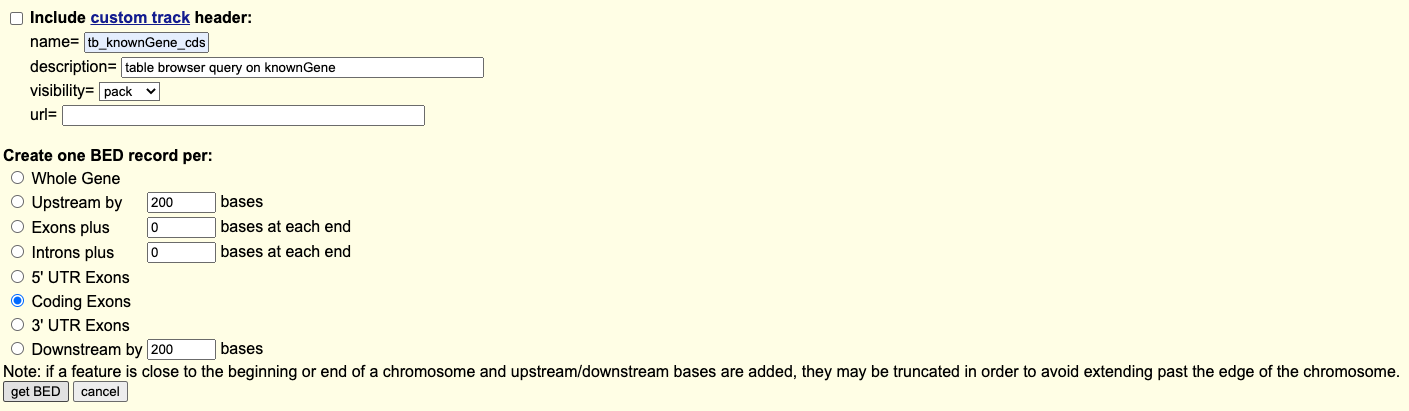 Include custom track header:
name= tb_knownGene_cds
description= table browser query on knownGene
visibility= pack
url=
Create one BED record per:
Whole Gene
Upstream by 200 bases
Exons plus 0 bases at each end
Introns plus 0 bases at each end
5' UTR Exons
Coding Exons
3' UTR Exons
Downstream by 200 bases
Note: if a feature is close to the beginning or end of a chromosome and upstream/downstream bases are added, they may be truncated in order to avoid extending past the edge of the chromosome.
get BED cancel